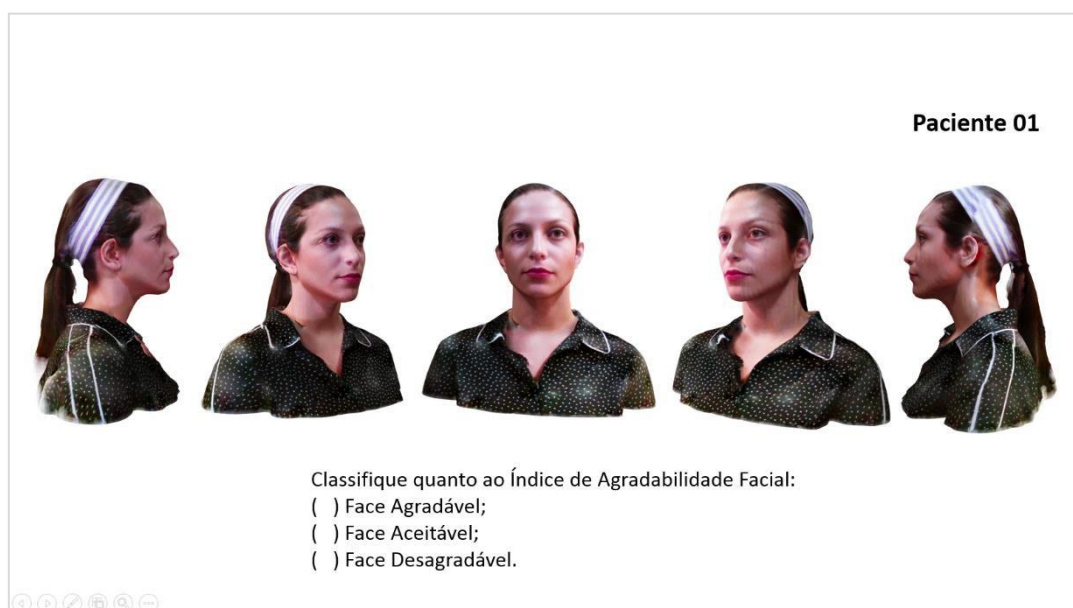 Paciente 01
Classifique quanto ao Índice de Agradabilidade Facial:
( ) Face Agradável;
( ) Face Aceitável;
( ) Face Desagradável.